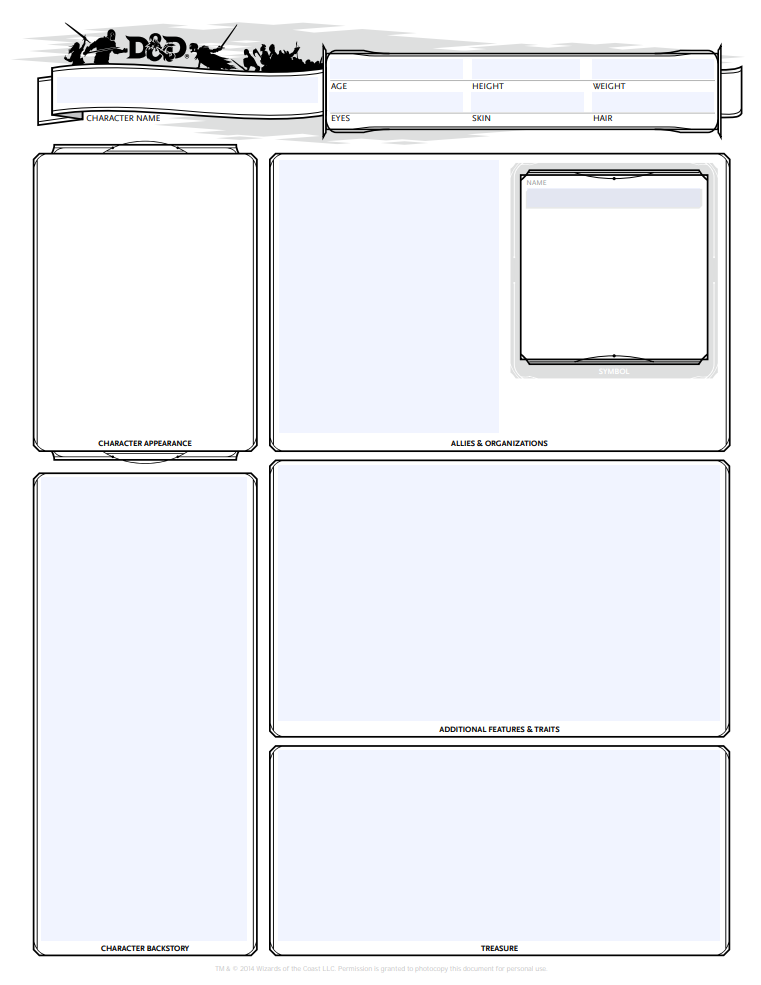 D&D®
CHARACTER NAME
AGE HEIGHT WEIGHT
EYES SKIN HAIR
NAME
SYMBOL
CHARACTER APPEARANCE
ALLIES & ORGANIZATIONS
ADDITIONAL FEATURES & TRAITS
CHARACTER BACKSTORY
TREASURE
TM & © 2014 Wizards of the Coast LLC. Permission is granted to photocopy this document for personal use.